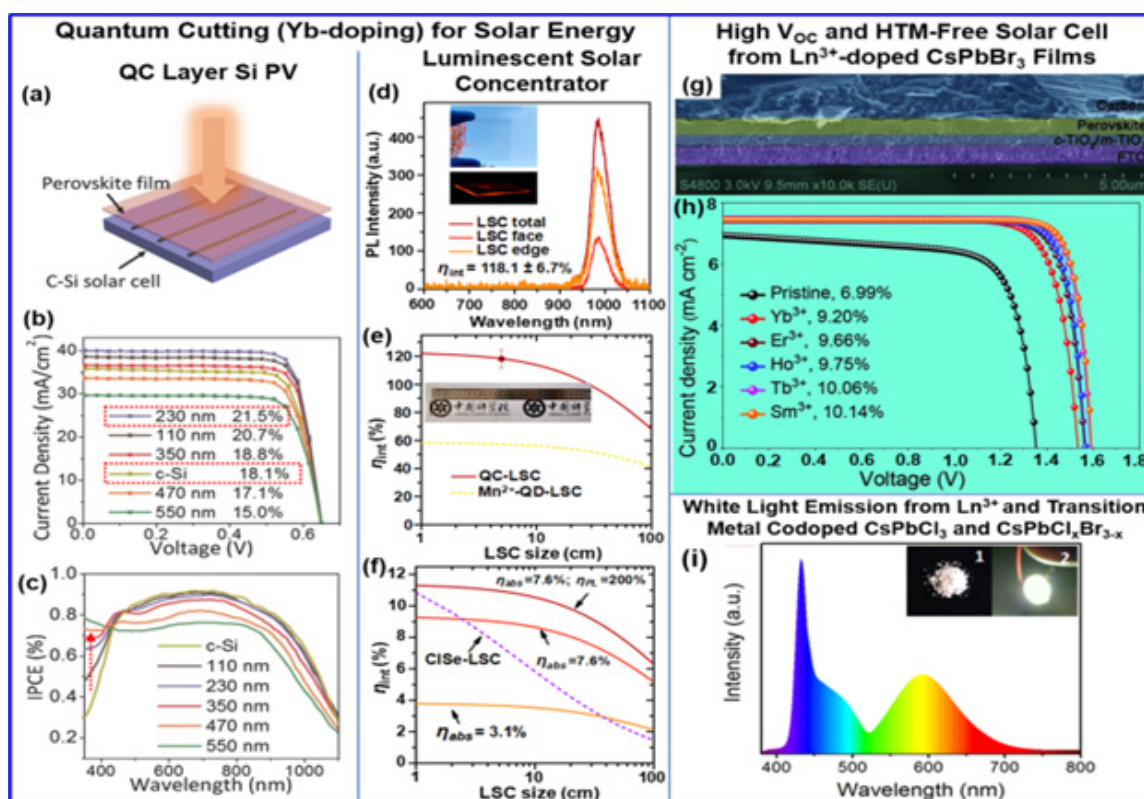 Quantum Cutting (Yb-doping) for Solar Energy
QC Layer Si PV
(a)
Perovskite film
C-Si solar cell
(b)
Current Density (mA/cm²)
40
30
20
10
0
230 nm 21.5%
110 nm 20.7%
350 nm 18.8%
c-Si 18.1%
470 nm 17.1%
550 nm 15.0%
0.0 0.2 0.4 0.6
Voltage (V)
(c)
IPCE (%)
1.0
0.8
0.6
0.4
0.2
c-Si
110 nm
230 nm
350 nm
470 nm
550 nm
400 600 800 1000
Wavelength (nm)
Luminescent Solar
Concentrator
(d)
PL Intensity (a.u.)
400
300
200
100
0
LSC total
LSC face
LSC edge
ηint = 118.1 ± 6.7%
600 700 800 900 1000 1100
Wavelength (nm)
(e)
ηint(%)
120
100
80
60
40
20
0
QC-LSC
Mn²⁺-QD-LSC
1 10 100
LSC size (cm)
(f)
ηint(%)
12
10
8
6
4
2
0
ηabs=7.6%; ηPL=200%
CISe-LSC
ηabs=7.6%
ηabs = 3.1%
1 10 100
LSC size (cm)
High VOC and HTM-Free Solar Cell
from Ln³⁺-doped CsPbBr₃ Films
(g)
Carbon
Perovskite
c-TiO₂/m-TiO₂
FTO
S4800 3.0kV 9.5mm x10.0k SE(U)
5.00um
(h)
Current density (mA cm⁻²)
8
6
4
2
0
Pristine, 6.99%
Yb³⁺, 9.20%
Er³⁺, 9.66%
Ho³⁺, 9.75%
Tb³⁺, 10.06%
Sm³⁺, 10.14%
0.0 0.2 0.4 0.6 0.8 1.0 1.2 1.4 1.6 1.8
Voltage (V)
White Light Emission from Ln³⁺ and Transition
Metal Codoped CsPbCl₃ and CsPbClₓBr₃₋ₓ
(i)
1
2
Intensity (a.u.)
400 500 600 700 800
Wavelength (nm)